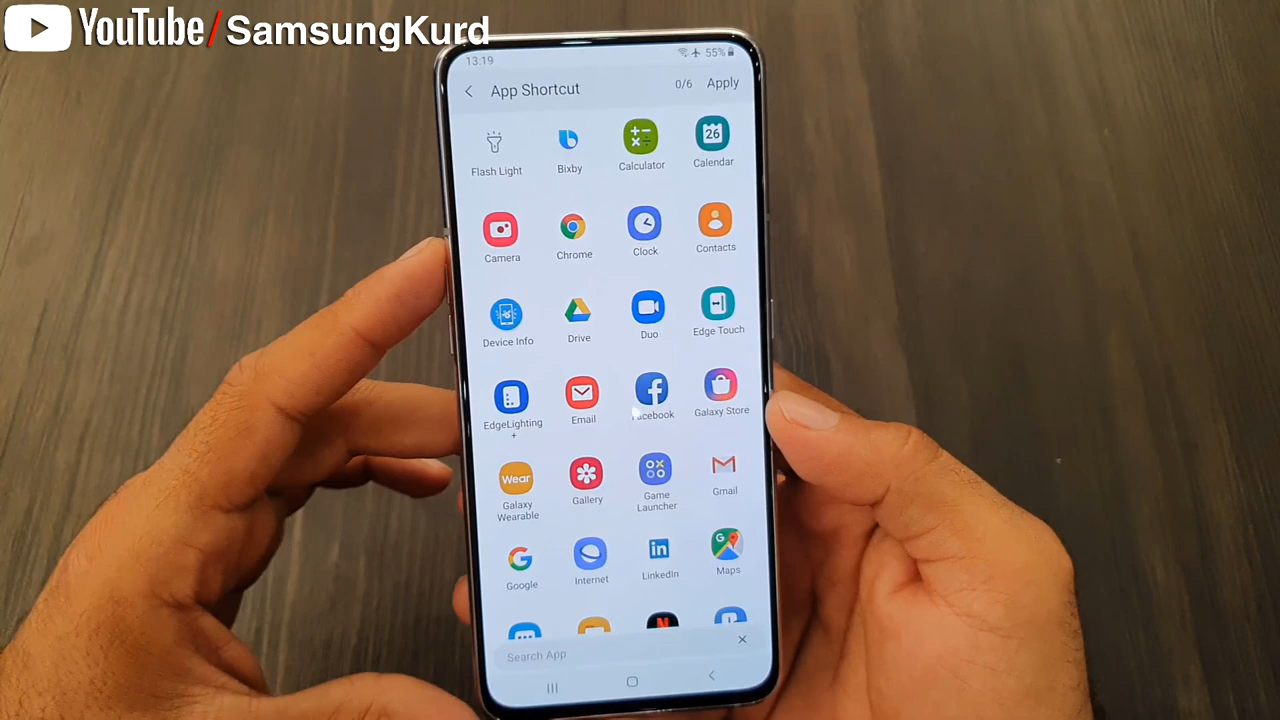 YouTube/SamsungKurd
13:19
55%
App Shortcut
0/6
Apply
Flash Light
Bixby
Calculator
26
Calendar
Camera
Chrome
Clock
Contacts
Device Info
Drive
Duo
Edge Touch
EdgeLighting
+
Email
Facebook
Galaxy Store
Wear
Galaxy
Wearable
Gallery
Game
Launcher
Gmail
Google
Internet
in
LinkedIn
Maps
Search App